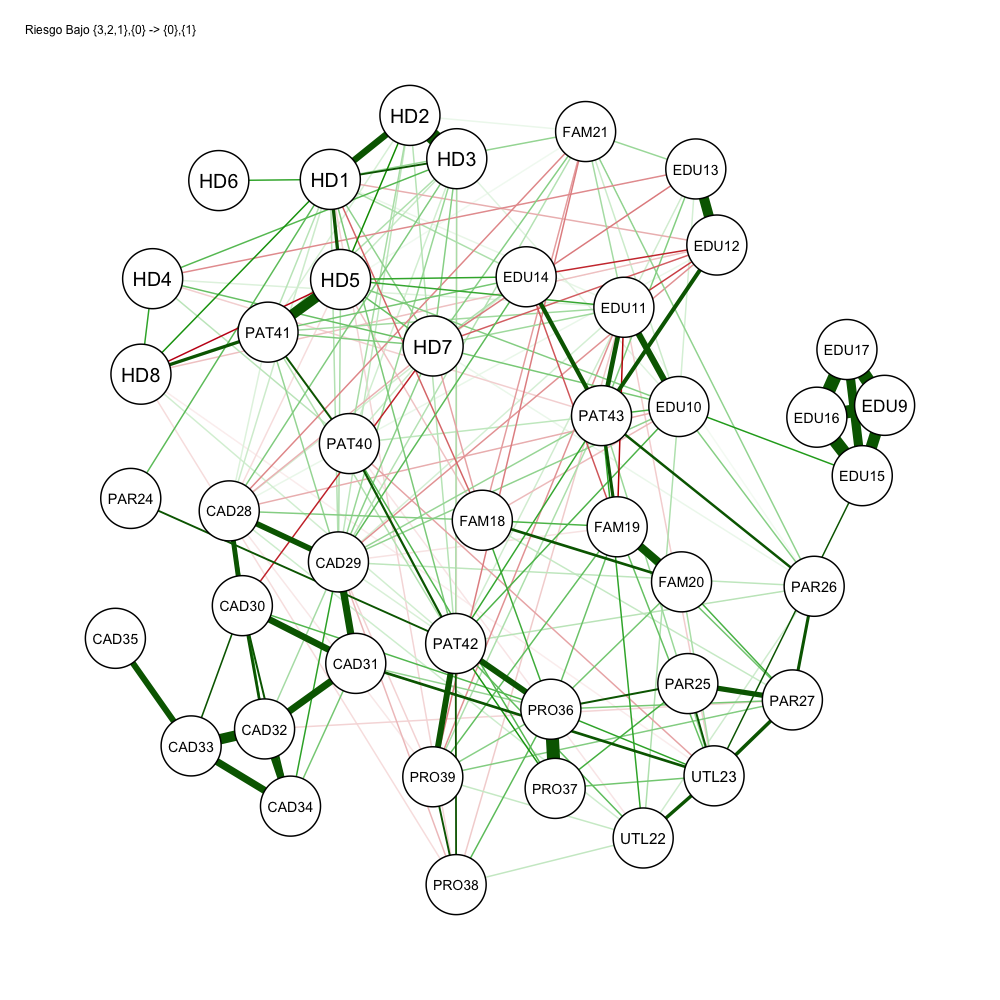 Riesgo Bajo {3,2,1},{0} -> {0},{1}
HD2
FAM21
HD3
EDU13
HD6
HD1
EDU12
HD4
HD5
EDU14
EDU11
PAT41
HD7
EDU17
HD8
EDU9
EDU10
PAT43
EDU16
PAT40
EDU15
PAR24
CAD28
FAM18
FAM19
CAD29
FAM20
PAR26
CAD30
CAD35
PAT42
CAD31
PAR25
PAR27
PRO36
CAD32
CAD33
PRO39
UTL23
PRO37
CAD34
UTL22
PRO38